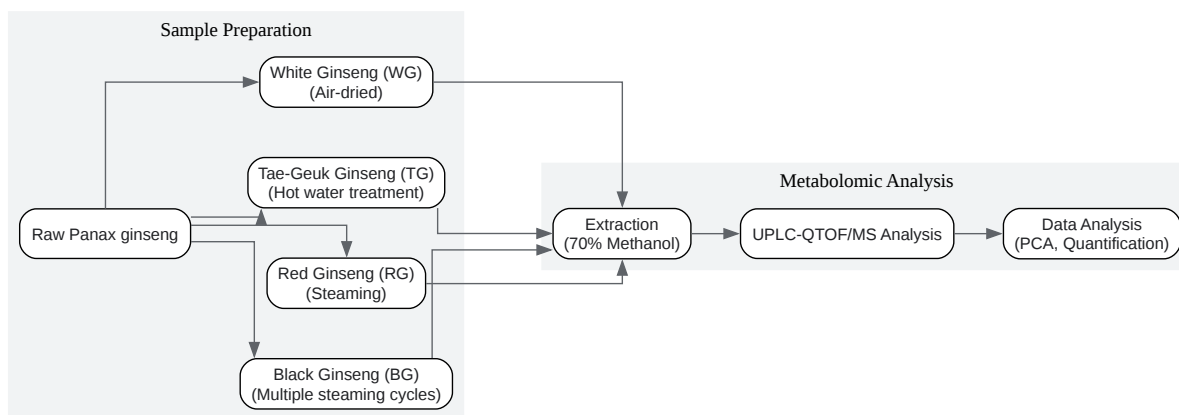 Sample Preparation
White Ginseng (WG)
(Air-dried)
Tae-Geuk Ginseng (TG)
(Hot water treatment)
Raw Panax ginseng
Red Ginseng (RG)
(Steaming)
Black Ginseng (BG)
(Multiple steaming cycles)
Metabolomic Analysis
Extraction
(70% Methanol)
UPLC-QTOF/MS Analysis
Data Analysis
(PCA, Quantification)